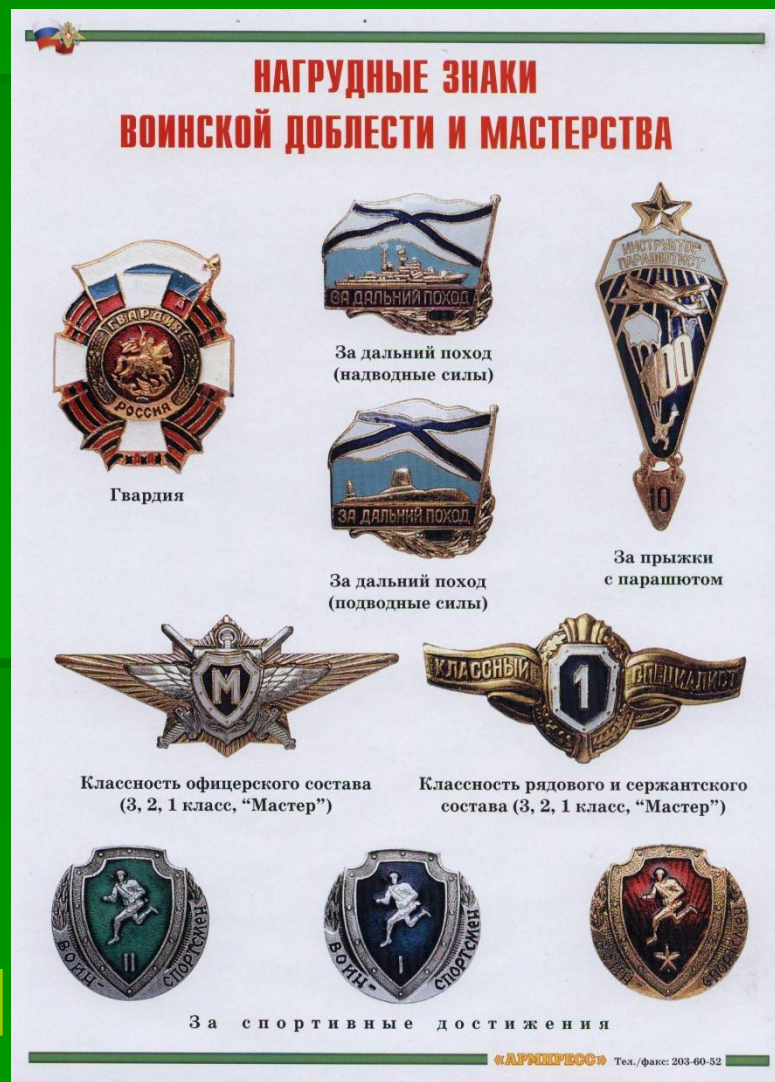 НАГРУДНЫЕ ЗНАКИ
ВОИНСКОЙ ДОБЛЕСТИ И МАСТЕРСТВА
ГВАРДИЯ
РОССИЯ
Гвардия
ЗА ДАЛЬНИЙ ПОХОД
За дальний поход
(надводные силы)
ЗА ДАЛЬНИЙ ПОХОД
За дальний поход
(подводные силы)
ИНСТРУКТОР
ПАРАШЮТИСТ
100
10
За прыжки
с парашютом
М
Классность офицерского состава
(3, 2, 1 класс, “Мастер”)
КЛАССНЫЙ 1 СПЕЦИАЛИСТ
Классность рядового и сержантского
состава (3, 2, 1 класс, “Мастер”)
II
ВОИН-СПОРТСМЕН
I
ВОИН-СПОРТСМЕН
ВОИН-СПОРТСМЕН
За спортивные достижения
«АРМПРЕСС» Тел./факс: 203-60-52